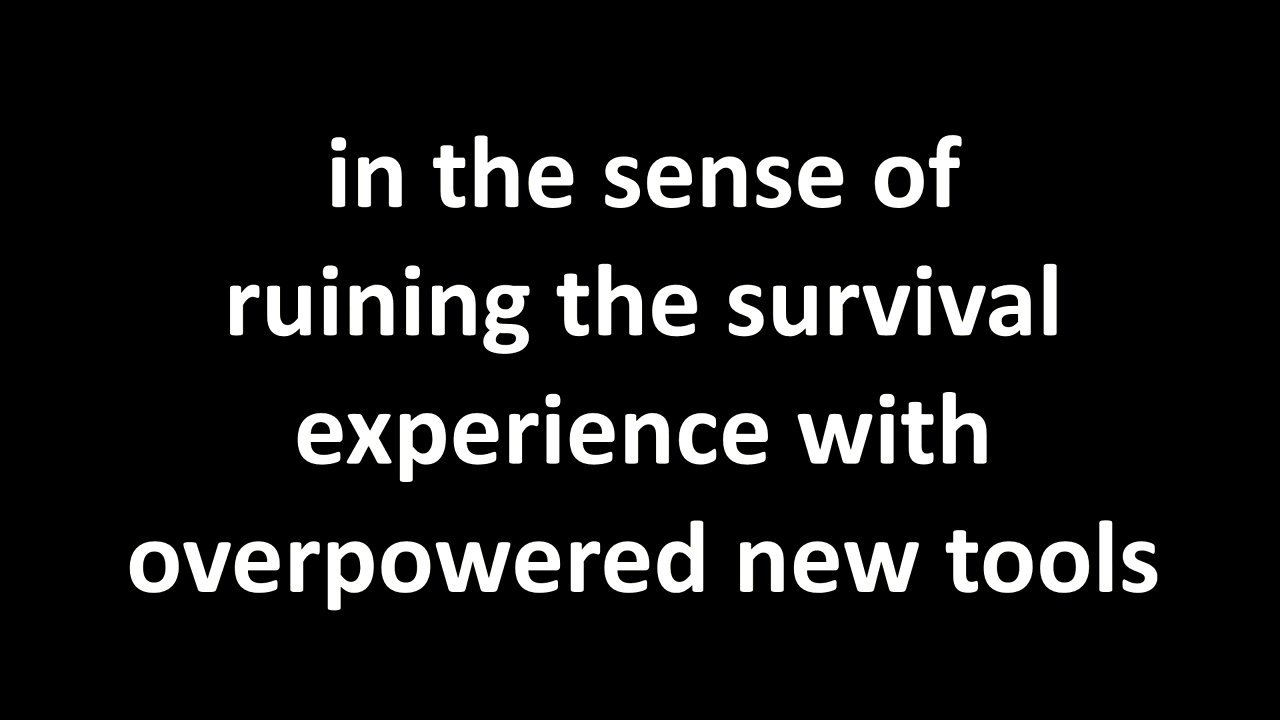 in the sense of
ruining the survival
experience with
overpowered new tools